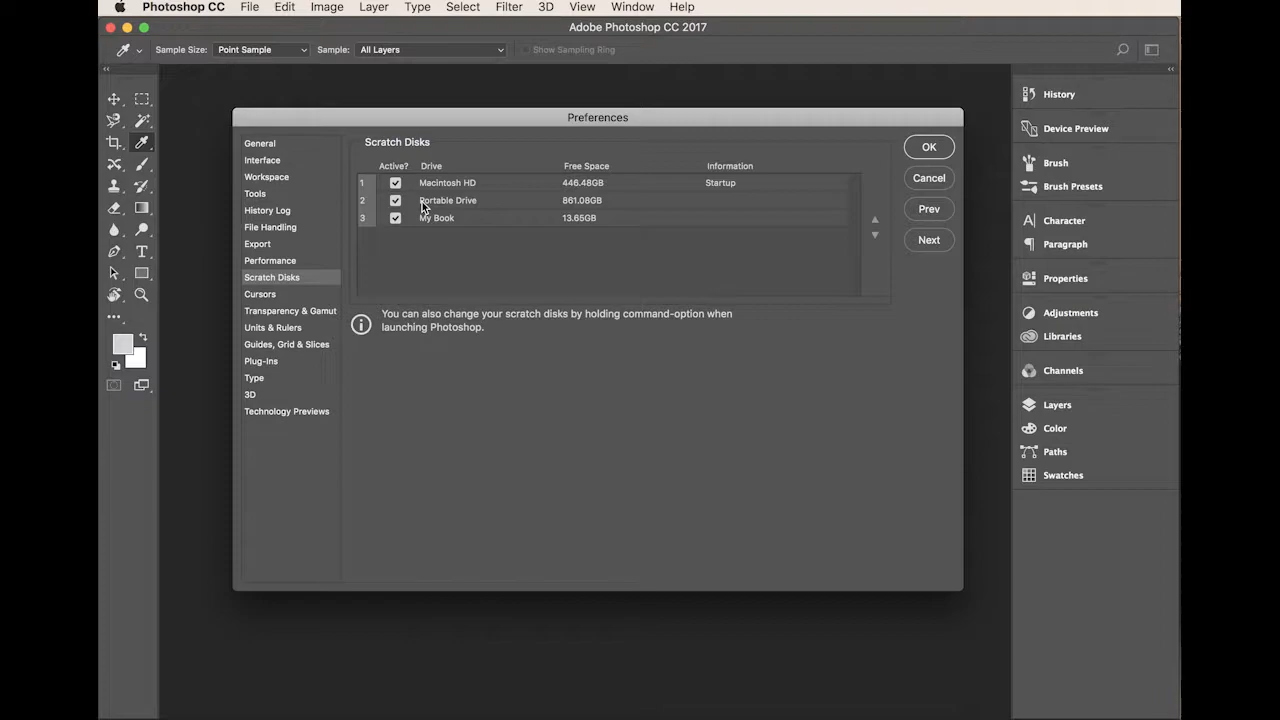 Photoshop CC File Edit Image Layer Type Select Filter 3D View Window Help
Adobe Photoshop CC 2017
Sample Size: Point Sample Sample: All Layers Show Sampling Ring
Preferences
General
Interface
Workspace
Tools
History Log
File Handling
Export
Performance
Scratch Disks
Cursors
Transparency & Gamut
Units & Rulers
Guides, Grid & Slices
Plug-Ins
Type
3D
Technology Previews
Scratch Disks
Active? Drive Free Space Information
1 Macintosh HD 446.48GB Startup
2 Portable Drive 861.08GB
3 My Book 13.65GB
You can also change your scratch disks by holding command-option when
launching Photoshop.
OK
Cancel
Prev
Next
History
Device Preview
Brush
Brush Presets
Character
Paragraph
Properties
Adjustments
Libraries
Channels
Layers
Color
Paths
Swatches